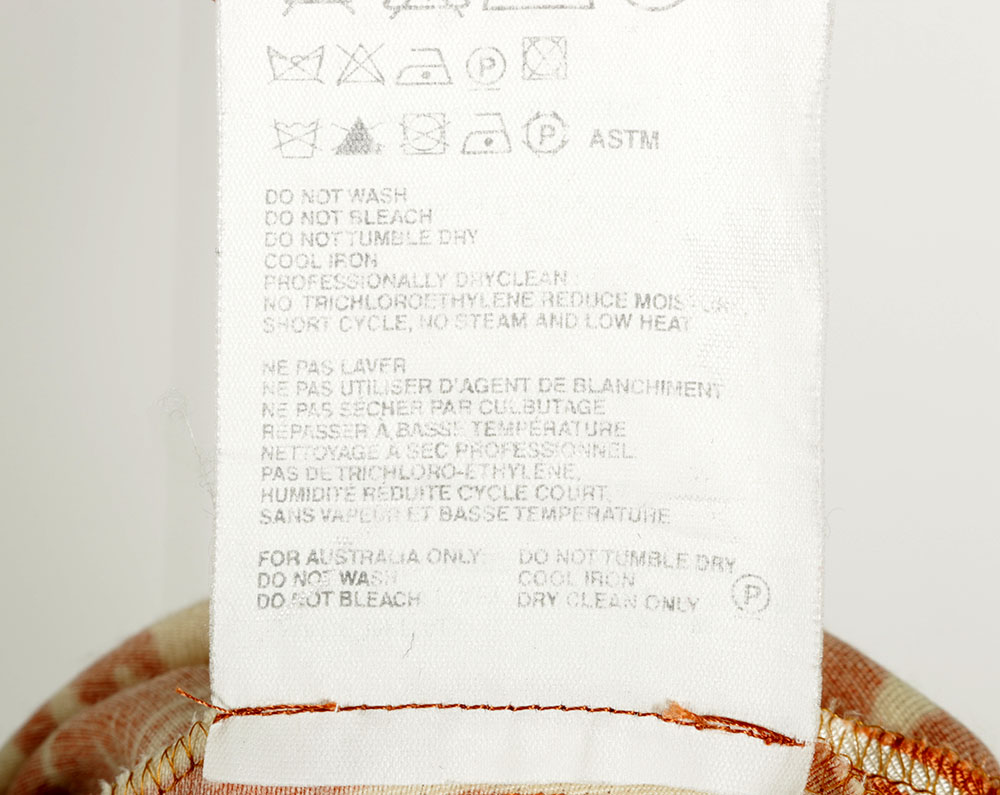 P
P ASTM
DO NOT WASH
DO NOT BLEACH
DO NOT TUMBLE DRY
COOL IRON
PROFESSIONALLY DRYCLEAN
NO TRICHLOROETHYLENE REDUCE MOISTURE,
SHORT CYCLE, NO STEAM AND LOW HEAT
NE PAS LAVER
NE PAS UTILISER D'AGENT DE BLANCHIMENT
NE PAS SÉCHER PAR CULBUTAGE
RÉPASSER À BASSE TEMPÉRATURE
NETTOYAGE À SEC PROFESSIONNEL
PAS DE TRICHLORO-ÉTHYLÈNE,
HUMIDITÉ RÉDUITE CYCLE COURT,
SANS VAPEUR ET BASSE TEMPÉRATURE
FOR AUSTRALIA ONLY DO NOT TUMBLE DRY
DO NOT WASH COOL IRON
DO NOT BLEACH DRY CLEAN ONLY P